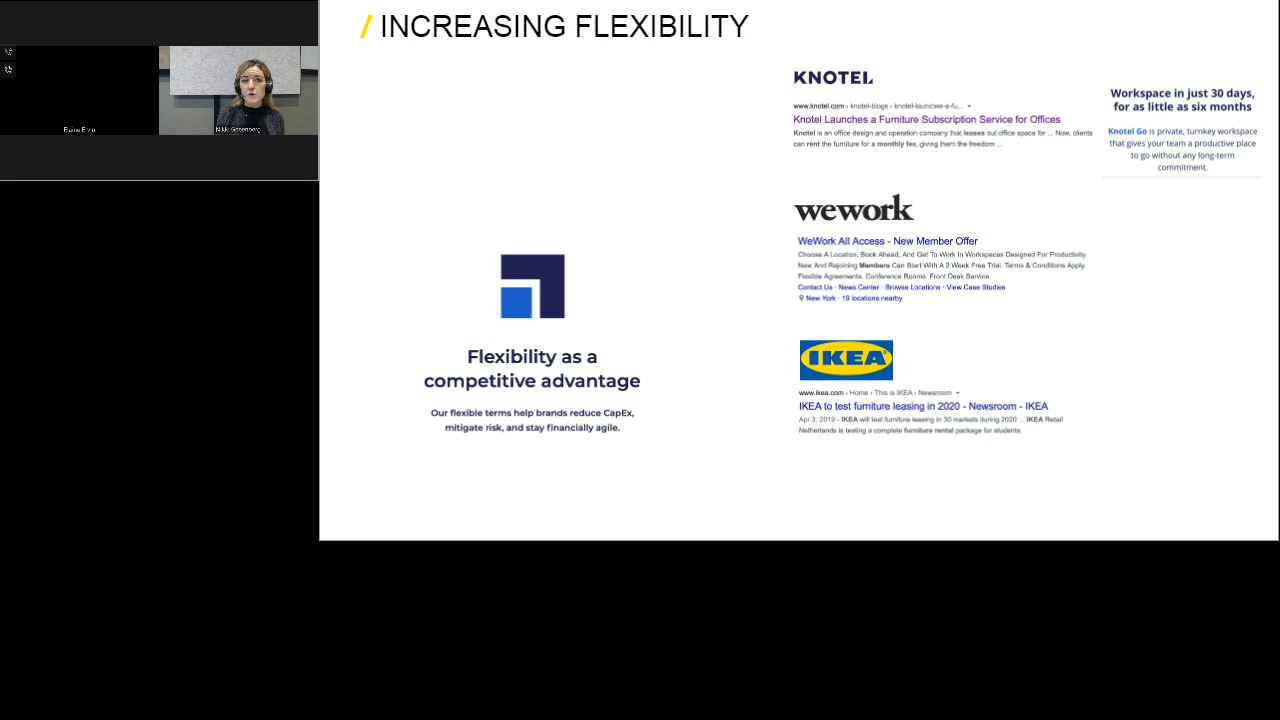 / INCREASING FLEXIBILITY
Elaine Ervin
Nikki Greenberg
Flexibility as a
competitive advantage
Our flexible terms help brands reduce CapEx,
mitigate risk, and stay financially agile.
KNOTEL
www.knotel.com › knotel-blogs › knotel-launches-a-fu...
Knotel Launches a Furniture Subscription Service for Offices
Knotel is an office design and operation company that leases out office space for ... Now, clients
can rent the furniture for a monthly fee, giving them the freedom ...
Workspace in just 30 days,
for as little as six months
Knotel Go is private, turnkey workspace
that gives your team a productive place
to go without any long-term
commitment.
wework
WeWork All Access - New Member Offer
Choose A Location, Book Ahead, And Get To Work In Workspaces Designed For Productivity.
New And Rejoining Members Can Start With A 2 Week Free Trial. Terms & Conditions Apply.
Flexible Agreements. Conference Rooms. Front Desk Service.
Contact Us · News Center · Browse Locations · View Case Studies
New York · 19 locations nearby
IKEA
www.ikea.com › Home › This is IKEA › Newsroom
IKEA to test furniture leasing in 2020 - Newsroom - IKEA
Apr 3, 2019 - IKEA will test furniture leasing in 30 markets during 2020 ... IKEA Retail
Netherlands is testing a complete furniture rental package for students.